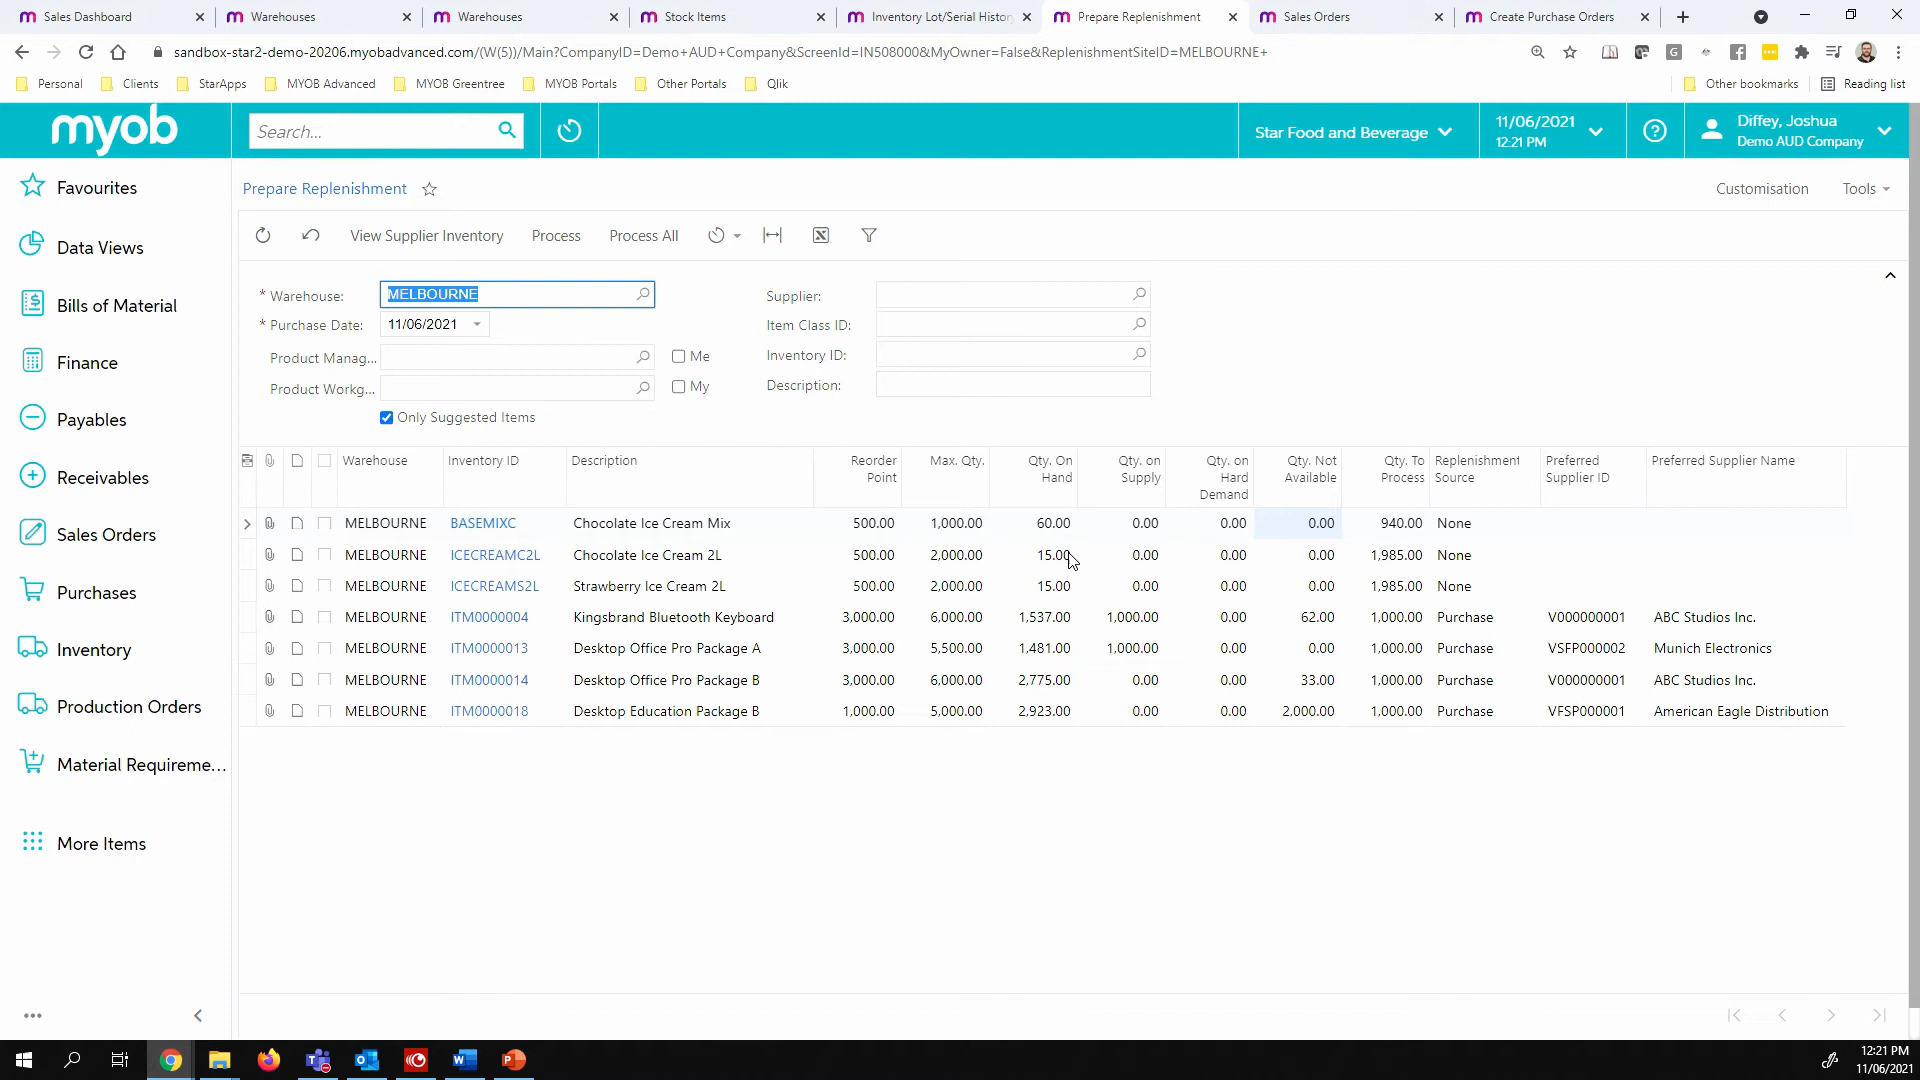 Sales Dashboard
Warehouses
Warehouses
Stock Items
Inventory Lot/Serial Histor
Prepare Replenishment
Sales Orders
Create Purchase Orders
sandbox-star2-demo-20206.myobadvanced.com/(W(5))/Main?CompanyID=Demo+AUD+Company&ScreenId=IN508000&MyOwner=False&ReplenishmentSiteID=MELBOURNE+
Personal Clients StarApps MYOB Advanced MYOB Greentree MYOB Portals Other Portals Qlik Other bookmarks Reading list
myob
Search...
Star Food and Beverage
11/06/2021
12:21 PM
Diffey, Joshua
Demo AUD Company
Favourites
Data Views
Bills of Material
Finance
Payables
Receivables
Sales Orders
Purchases
Inventory
Production Orders
Material Requireme...
More Items
Prepare Replenishment
Customisation Tools
View Supplier Inventory Process Process All
* Warehouse: MELBOURNE
* Purchase Date: 11/06/2021
Product Manag... Me
Product Workg... My
Only Suggested Items
Supplier:
Item Class ID:
Inventory ID:
Description:
Warehouse Inventory ID Description Reorder Point Max. Qty. Qty. On Hand Qty. on Supply Qty. on Hard Demand Qty. Not Available Qty. To Process Replenishment Source Preferred Supplier ID Preferred Supplier Name
MELBOURNE BASEMIXC Chocolate Ice Cream Mix 500.00 1,000.00 60.00 0.00 0.00 0.00 940.00 None
MELBOURNE ICECREAMC2L Chocolate Ice Cream 2L 500.00 2,000.00 15.00 0.00 0.00 0.00 1,985.00 None
MELBOURNE ICECREAMS2L Strawberry Ice Cream 2L 500.00 2,000.00 15.00 0.00 0.00 0.00 1,985.00 None
MELBOURNE ITM0000004 Kingsbrand Bluetooth Keyboard 3,000.00 6,000.00 1,537.00 1,000.00 0.00 62.00 1,000.00 Purchase V000000001 ABC Studios Inc.
MELBOURNE ITM0000013 Desktop Office Pro Package A 3,000.00 5,500.00 1,481.00 1,000.00 0.00 0.00 1,000.00 Purchase VSFP000002 Munich Electronics
MELBOURNE ITM0000014 Desktop Office Pro Package B 3,000.00 6,000.00 2,775.00 0.00 0.00 33.00 1,000.00 Purchase V000000001 ABC Studios Inc.
MELBOURNE ITM0000018 Desktop Education Package B 1,000.00 5,000.00 2,923.00 0.00 0.00 2,000.00 1,000.00 Purchase VFSP000001 American Eagle Distribution
12:21 PM
11/06/2021